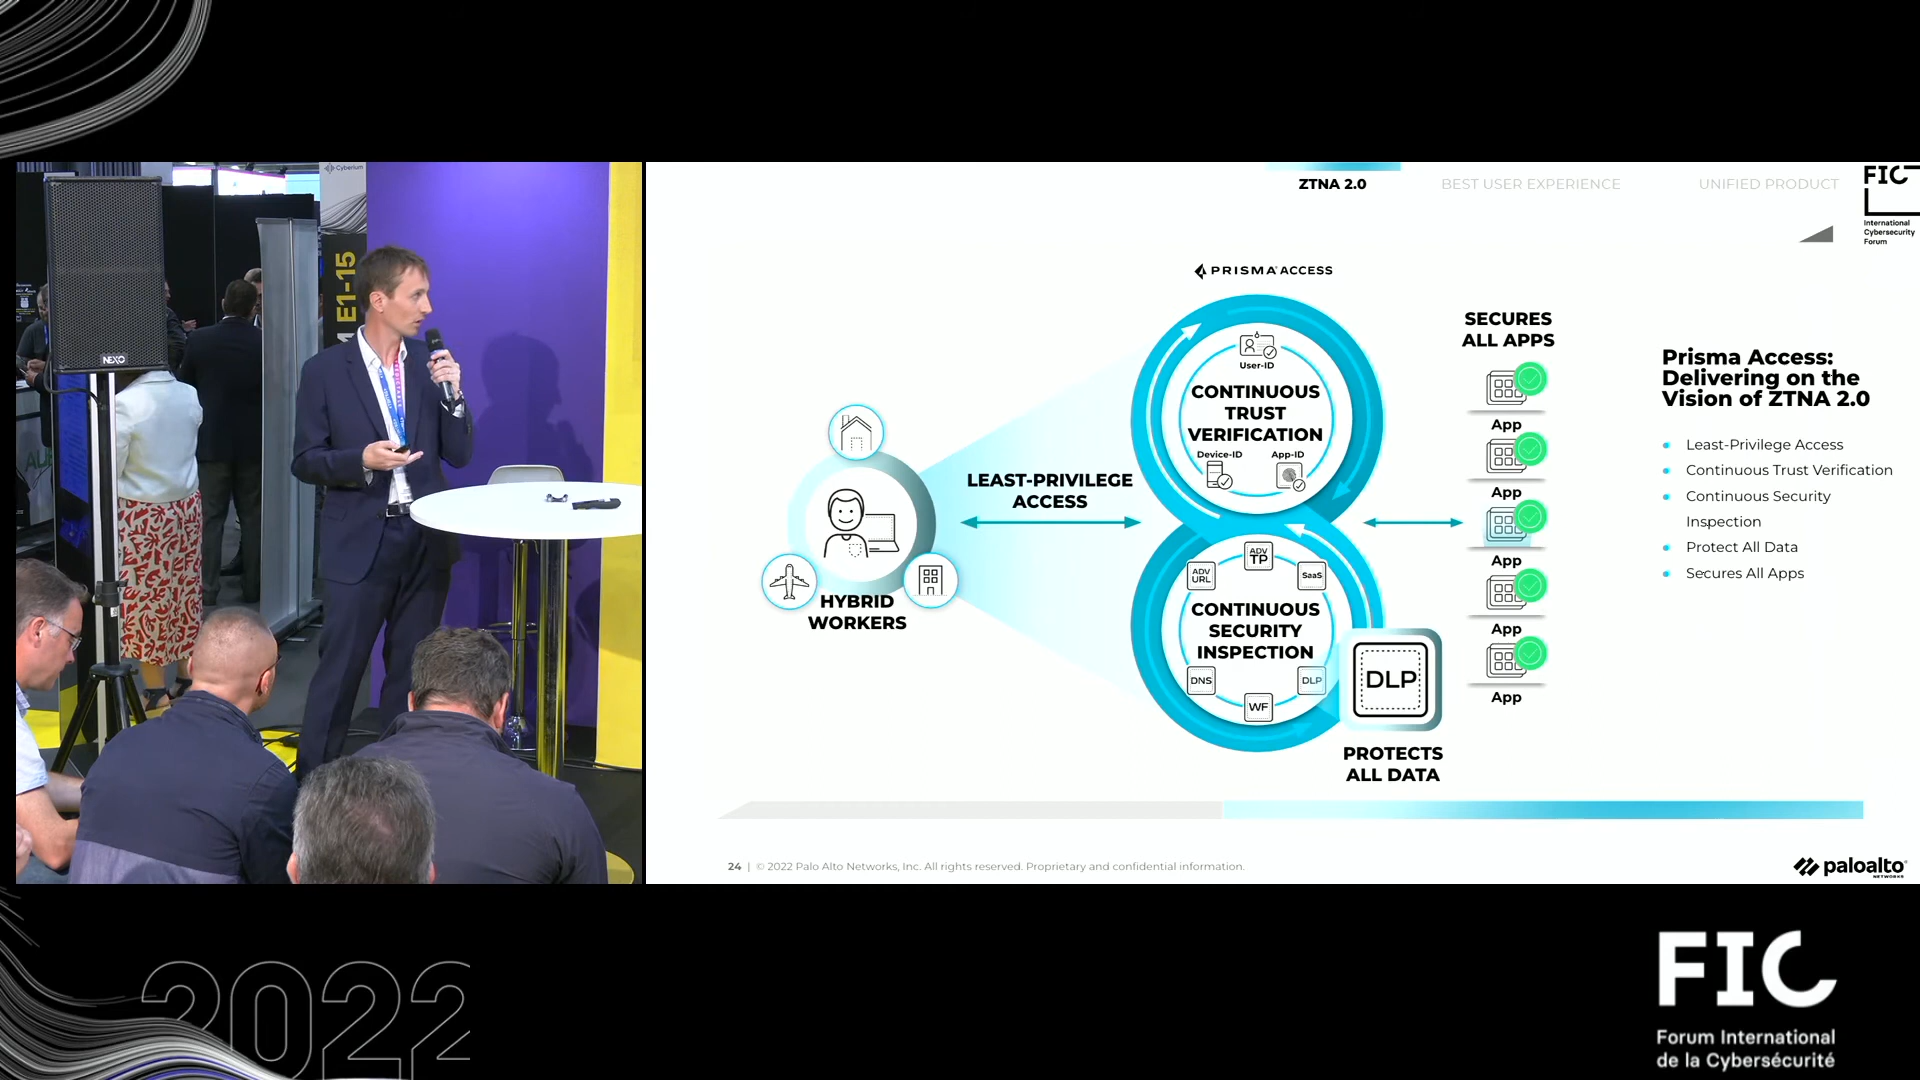 Cyberium
E1-15
NEXO
ZTNA 2.0
BEST USER EXPERIENCE
UNIFIED PRODUCT
FIC
International
Cybersecurity
Forum
PRISMA ACCESS
User-ID
CONTINUOUS
TRUST
VERIFICATION
Device-ID
App-ID
LEAST-PRIVILEGE
ACCESS
HYBRID
WORKERS
ADV
URL
ADV
TP
SaaS
CONTINUOUS
SECURITY
INSPECTION
DNS
WF
DLP
DLP
PROTECTS
ALL DATA
SECURES
ALL APPS
App
App
App
App
App
Prisma Access:
Delivering on the
Vision of ZTNA 2.0
Least-Privilege Access
Continuous Trust Verification
Continuous Security
Inspection
Protect All Data
Secures All Apps
24 | © 2022 Palo Alto Networks, Inc. All rights reserved. Proprietary and confidential information.
paloalto
NETWORKS
2022
FIC
Forum International
de la Cybersécurité